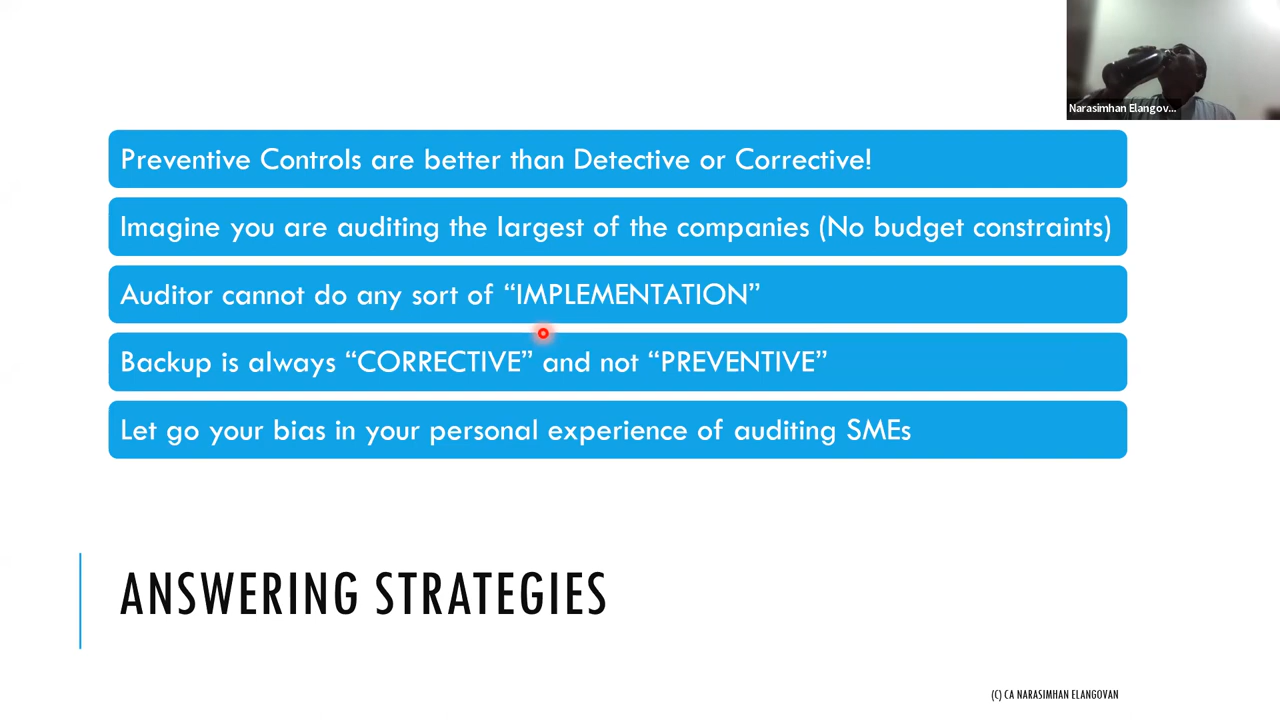 Narasimhan Elangov...
Preventive Controls are better than Detective or Corrective!
Imagine you are auditing the largest of the companies (No budget constraints)
Auditor cannot do any sort of “IMPLEMENTATION”
Backup is always “CORRECTIVE” and not “PREVENTIVE”
Let go your bias in your personal experience of auditing SMEs
ANSWERING STRATEGIES
(C) CA NARASIMHAN ELANGOVAN